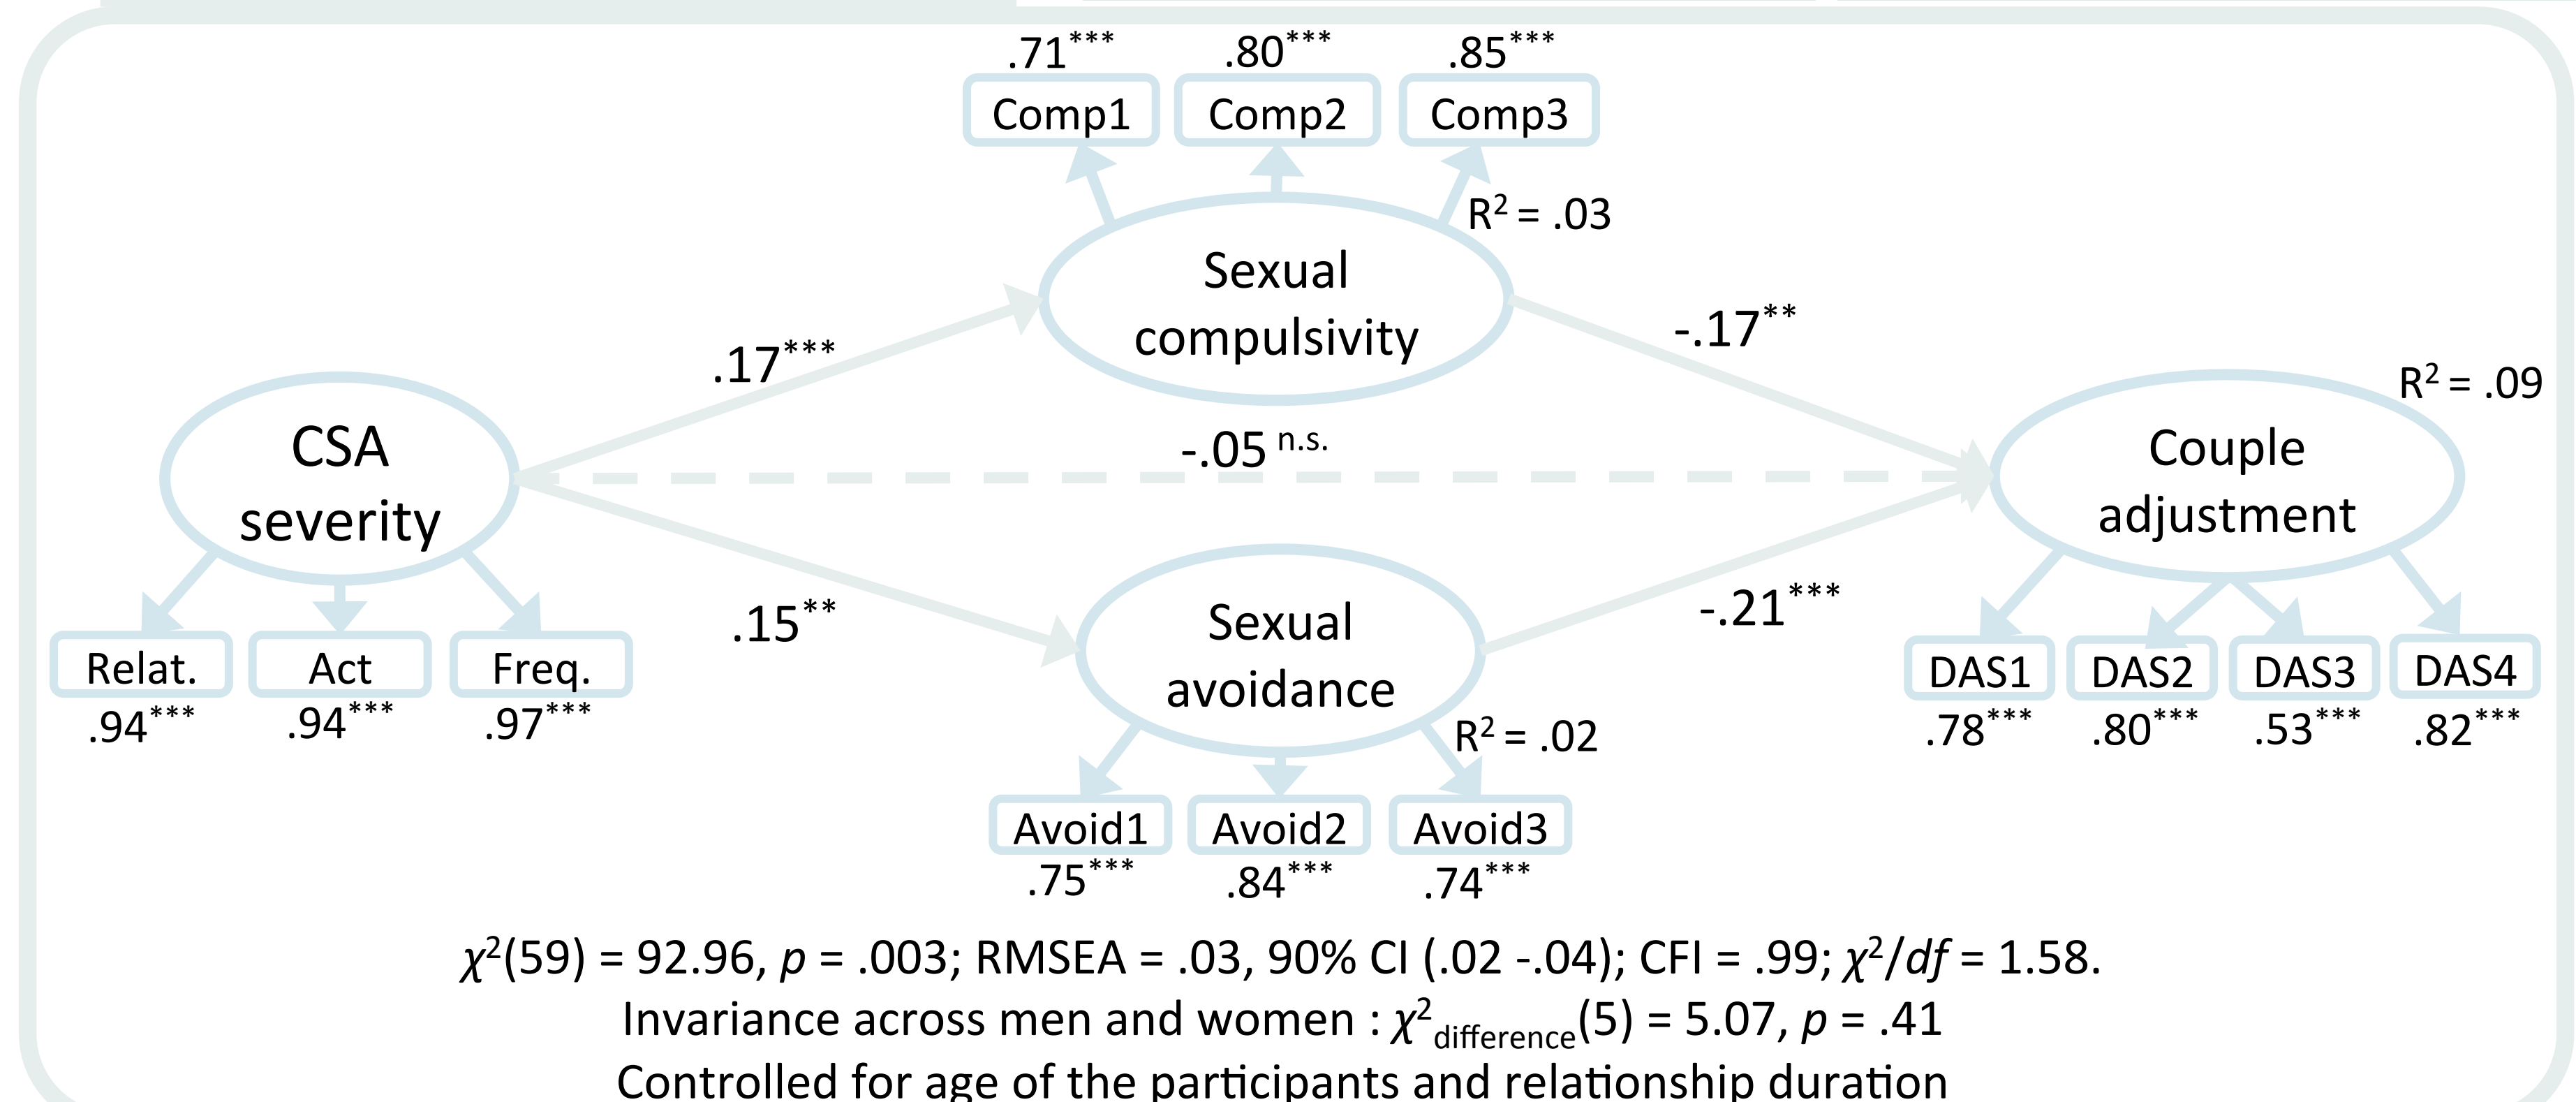 .71*** .80*** .85***
Comp1 Comp2 Comp3
R² = .03
Sexual
compulsivity
.17***
-.17**
R² = .09
CSA
severity
-.05 n.s.
Couple
adjustment
.15**
Sexual
avoidance
-.21***
Relat. Act Freq.
.94*** .94*** .97***
DAS1 DAS2 DAS3 DAS4
.78*** .80*** .53*** .82***
R² = .02
Avoid1 Avoid2 Avoid3
.75*** .84*** .74***
χ²(59) = 92.96, p = .003; RMSEA = .03, 90% CI (.02 -.04); CFI = .99; χ²/df = 1.58.
Invariance across men and women : χ²difference(5) = 5.07, p = .41
Controlled for age of the participants and relationship duration